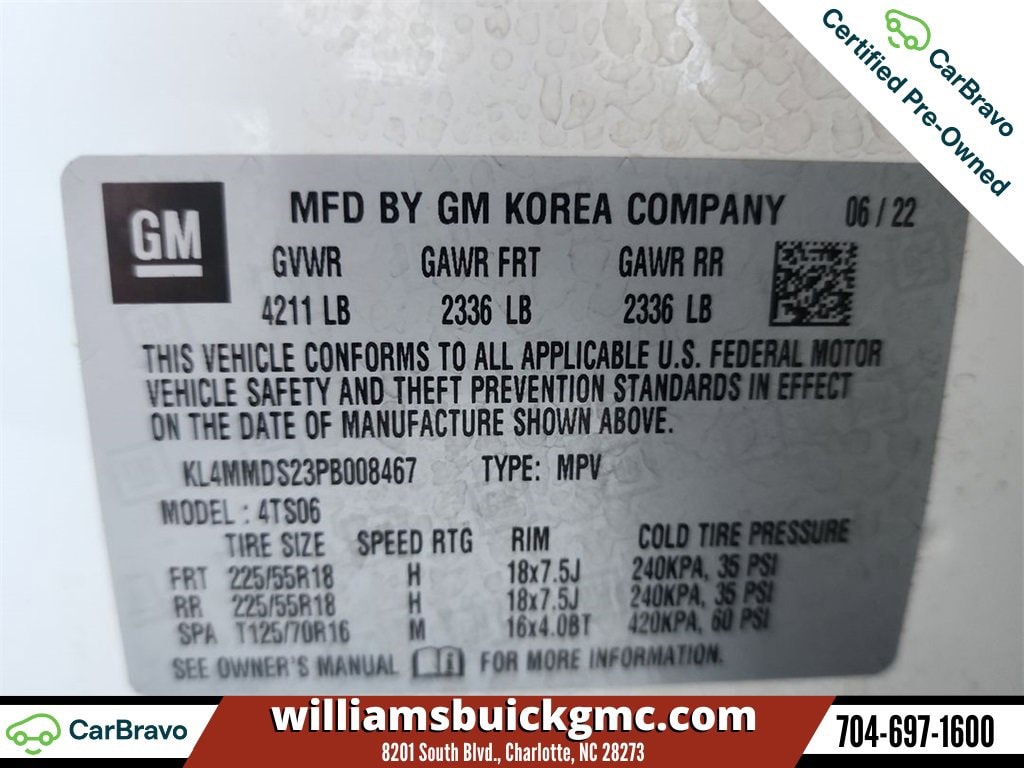 CarBravo
Certified Pre-Owned
GM
MFD BY GM KOREA COMPANY 06 / 22
GVWR GAWR FRT GAWR RR
4211 LB 2336 LB 2336 LB
THIS VEHICLE CONFORMS TO ALL APPLICABLE U.S. FEDERAL MOTOR
VEHICLE SAFETY AND THEFT PREVENTION STANDARDS IN EFFECT
ON THE DATE OF MANUFACTURE SHOWN ABOVE.
KL4MMDS23PB008467 TYPE: MPV
MODEL : 4TS06
TIRE SIZE SPEED RTG RIM COLD TIRE PRESSURE
FRT 225/55R18 H 18x7.5J 240KPA, 35 PSI
RR 225/55R18 H 18x7.5J 240KPA, 35 PSI
SPA T125/70R16 M 16x4.0BT 420KPA, 60 PSI
SEE OWNER'S MANUAL FOR MORE INFORMATION.
CarBravo
williamsbuickgmc.com
8201 South Blvd., Charlotte, NC 28273
704-697-1600